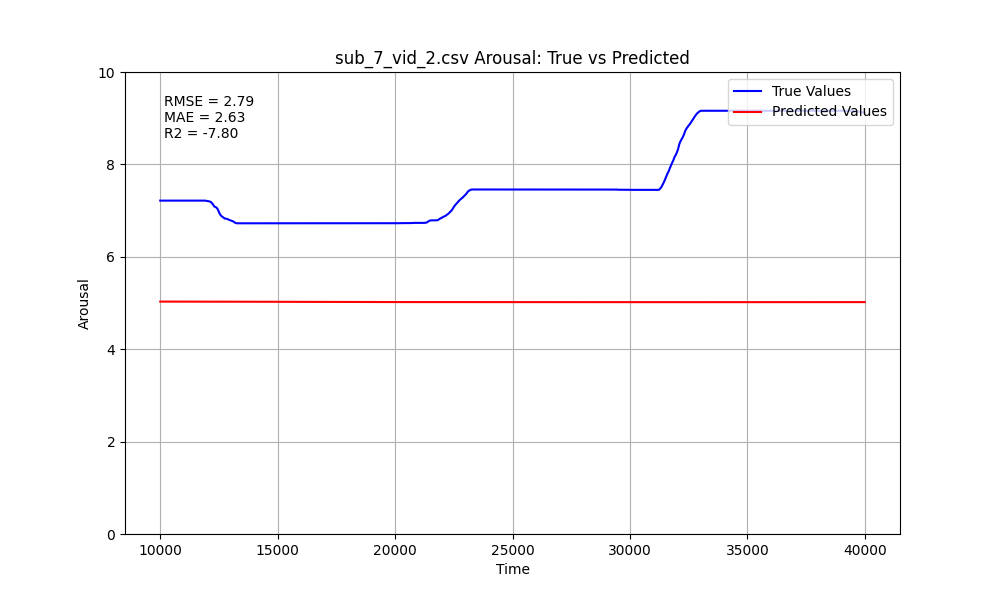 sub_7_vid_2.csv Arousal: True vs Predicted
RMSE = 2.79
MAE = 2.63
R2 = -7.80
True Values
Predicted Values
Arousal
10
8
6
4
2
0
10000 15000 20000 25000 30000 35000 40000
Time